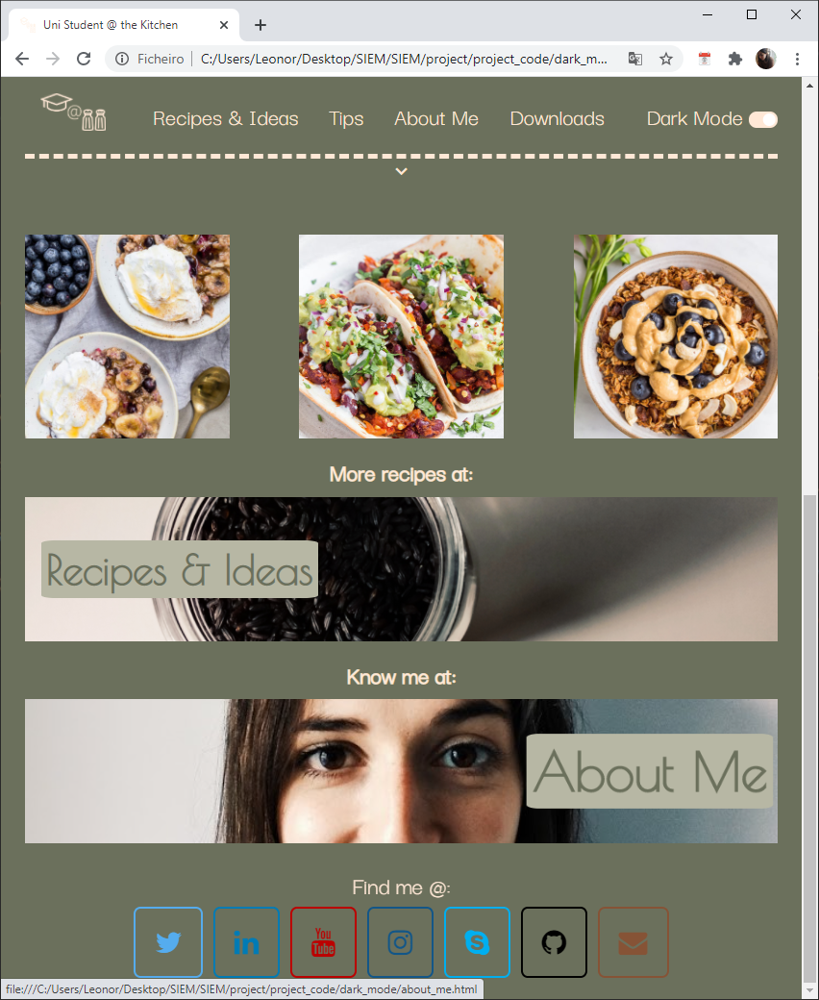 Uni Student @ the Kitchen
Ficheiro
C:/Users/Leonor/Desktop/SIEM/SIEM/project/project_code/dark_m...
@
Recipes & Ideas
Tips
About Me
Downloads
Dark Mode
More recipes at:
Recipes & Ideas
Know me at:
About Me
Find me @:
in
You
Tube
file:///C:/Users/Leonor/Desktop/SIEM/SIEM/project/project_code/dark_mode/about_me.html